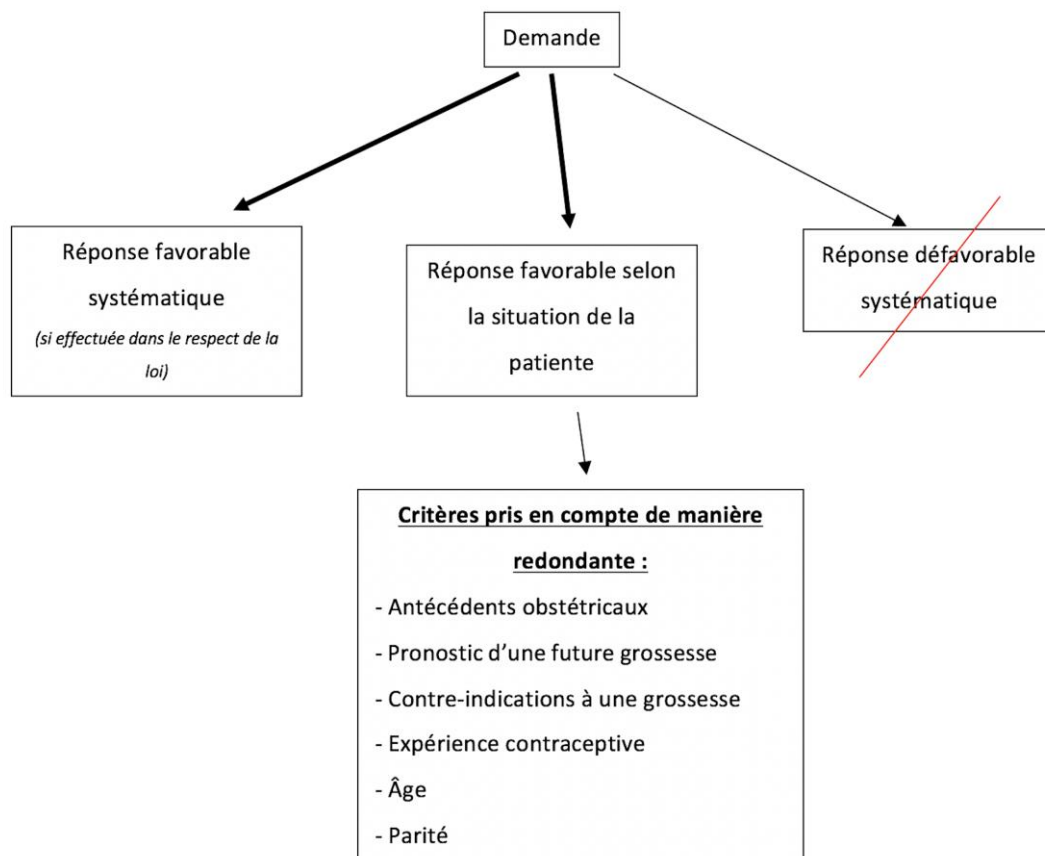 Demande
Réponse favorable
systématique
(si effectuée dans le respect de la
loi)
Réponse favorable selon
la situation de la
patiente
Réponse défavorable
systématique
Critères pris en compte de manière
redondante :
- Antécédents obstétricaux
- Pronostic d’une future grossesse
- Contre-indications à une grossesse
- Expérience contraceptive
- Âge
- Parité